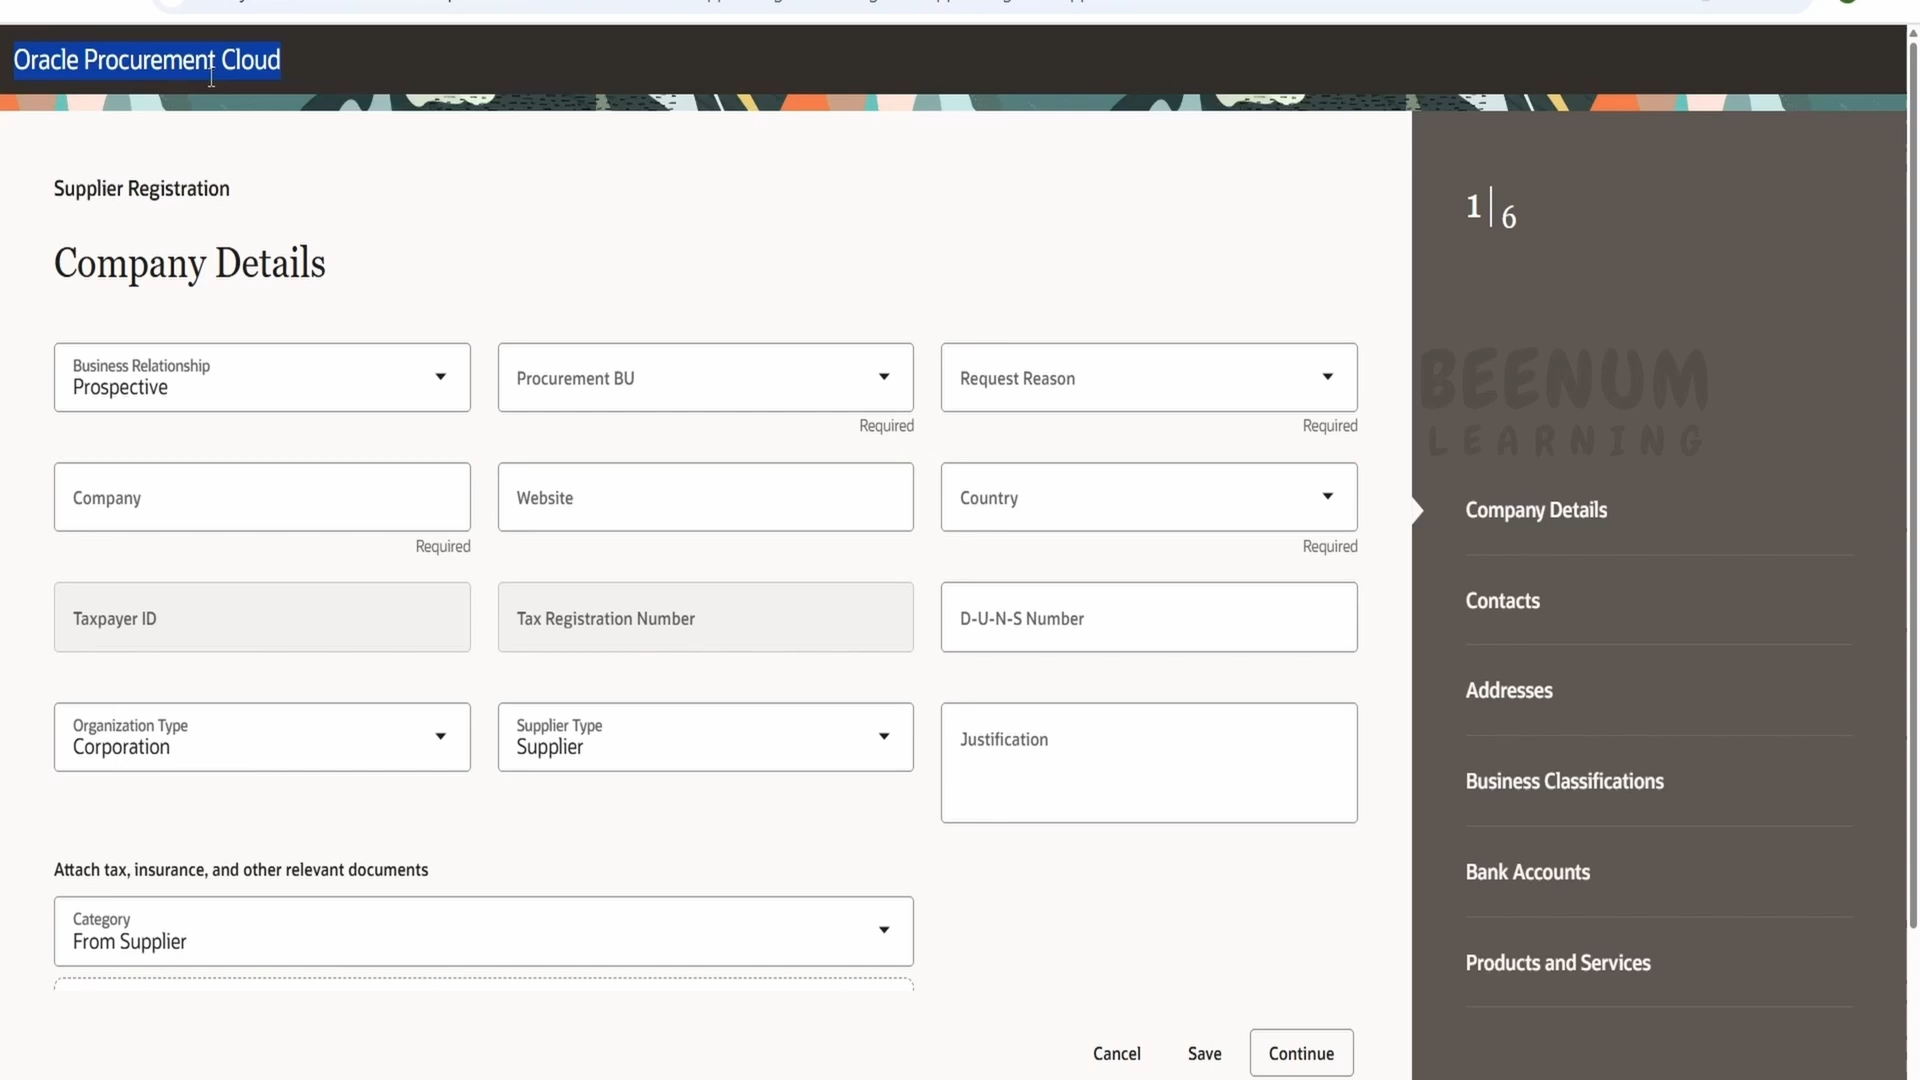 Oracle Procurement Cloud
Supplier Registration
Company Details
Business Relationship
Prospective
Procurement BU
Required
Request Reason
Required
Company
Required
Website
Country
Required
Taxpayer ID
Tax Registration Number
D-U-N-S Number
Organization Type
Corporation
Supplier Type
Supplier
Justification
Attach tax, insurance, and other relevant documents
Category
From Supplier
Cancel
Save
Continue
1 | 6
BEENUM
LEARNING
Company Details
Contacts
Addresses
Business Classifications
Bank Accounts
Products and Services